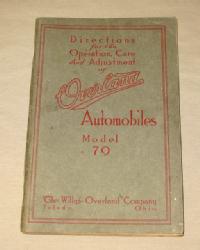 Directions
for the
Operation, Care
And Adjustment
of
Overland
Automobiles
Model
79
The Willys-Overland Company
Toledo, Ohio